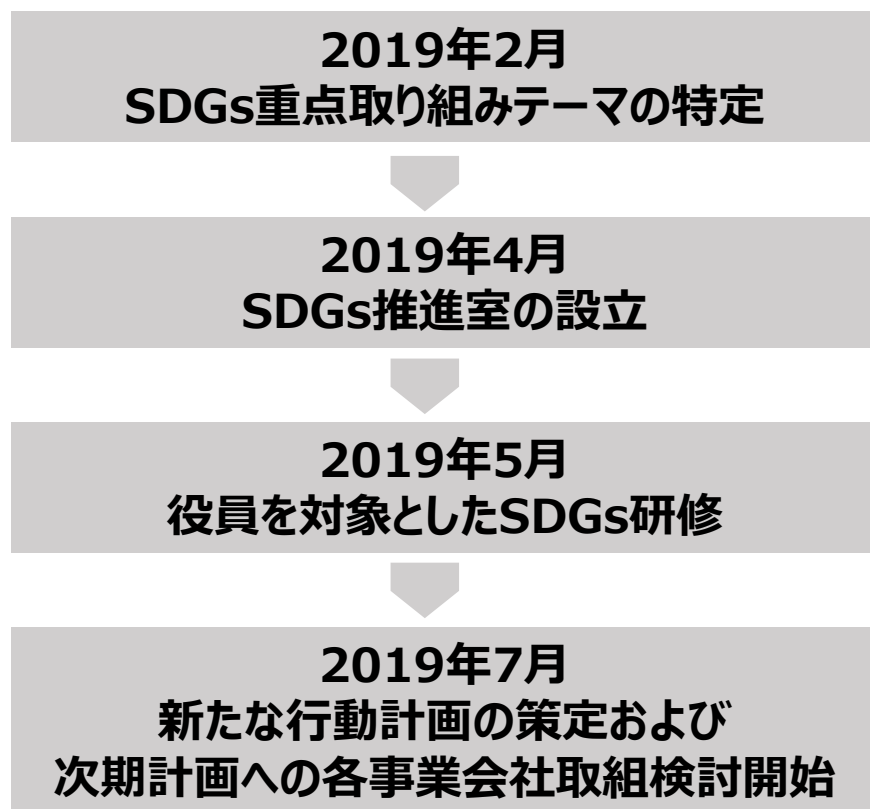 2019年2月
SDGs重点取り組みテーマの特定
2019年4月
SDGs推進室の設立
2019年5月
役員を対象としたSDGs研修
2019年7月
新たな行動計画の策定および
次期計画への各事業会社取組検討開始